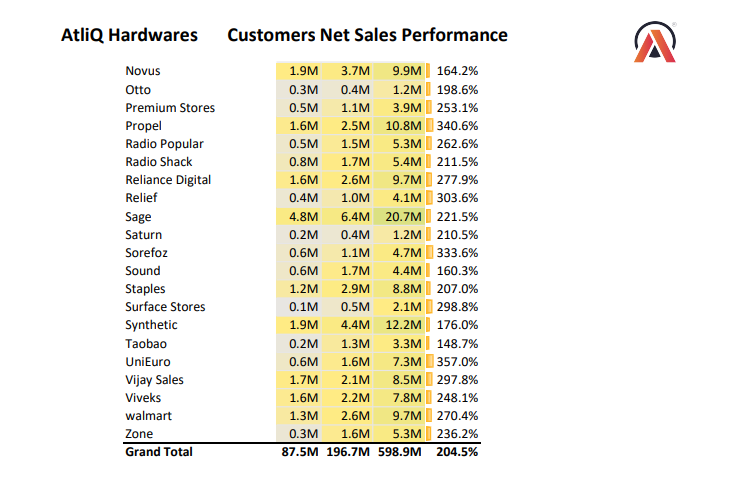 AtliQ Hardwares Customers Net Sales Performance
Novus 1.9M 3.7M 9.9M 164.2%
Otto 0.3M 0.4M 1.2M 198.6%
Premium Stores 0.5M 1.1M 3.9M 253.1%
Propel 1.6M 2.5M 10.8M 340.6%
Radio Popular 0.5M 1.5M 5.3M 262.6%
Radio Shack 0.8M 1.7M 5.4M 211.5%
Reliance Digital 1.6M 2.6M 9.7M 277.9%
Relief 0.4M 1.0M 4.1M 303.6%
Sage 4.8M 6.4M 20.7M 221.5%
Saturn 0.2M 0.4M 1.2M 210.5%
Sorefoz 0.6M 1.1M 4.7M 333.6%
Sound 0.6M 1.7M 4.4M 160.3%
Staples 1.2M 2.9M 8.8M 207.0%
Surface Stores 0.1M 0.5M 2.1M 298.8%
Synthetic 1.9M 4.4M 12.2M 176.0%
Taobao 0.2M 1.3M 3.3M 148.7%
UniEuro 0.6M 1.6M 7.3M 357.0%
Vijay Sales 1.7M 2.1M 8.5M 297.8%
Viveks 1.6M 2.2M 7.8M 248.1%
walmart 1.3M 2.6M 9.7M 270.4%
Zone 0.3M 1.6M 5.3M 236.2%
Grand Total 87.5M 196.7M 598.9M 204.5%